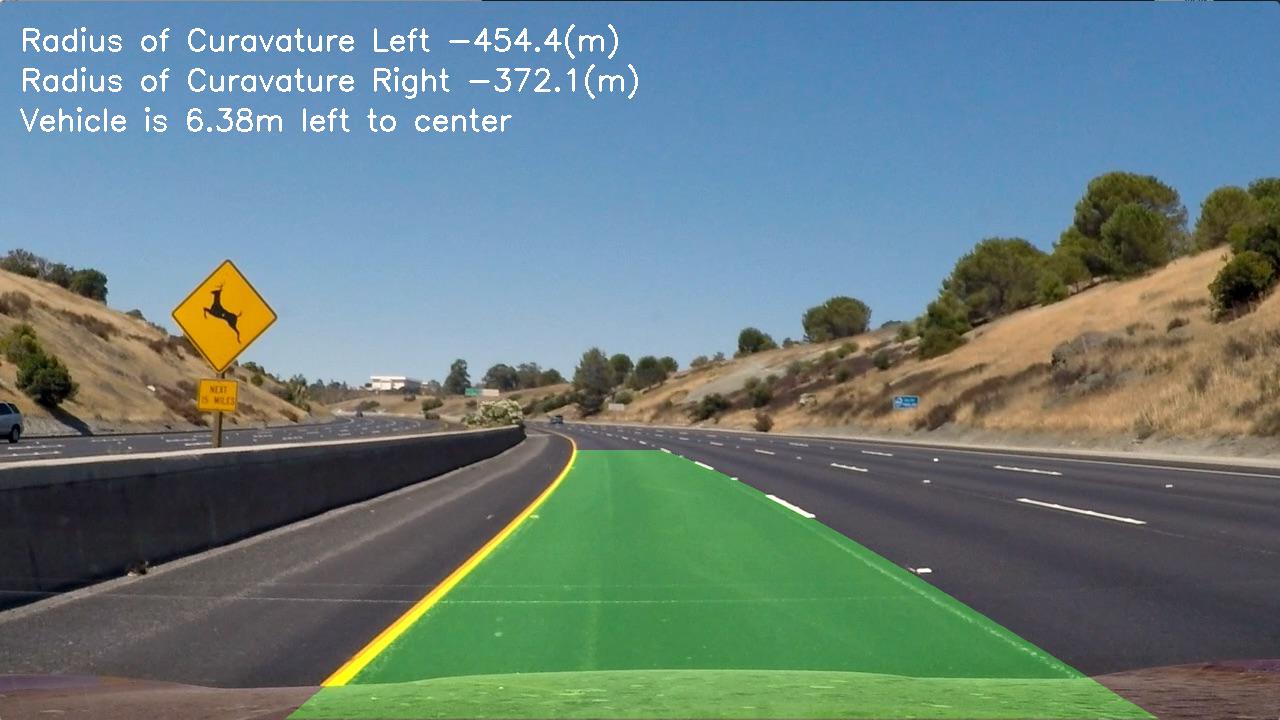 Radius of Curavature Left -454.4(m)
Radius of Curavature Right -372.1(m)
Vehicle is 6.38m left to center
NEXT
15 MILES